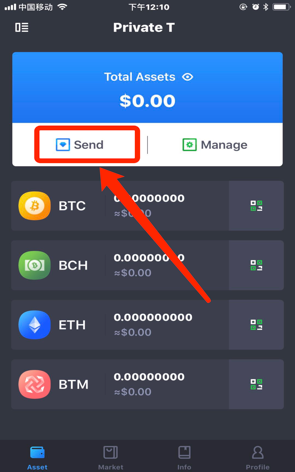 中国移动 下午12:10
Private T
Total Assets
$0.00
Send Manage
BTC 0.00000000
≈$0.00
BCH 0.00000000
≈$0.00
ETH 0.000000000
≈$0.00
BTM 0.00000000
≈$0.00
Asset Market Info Profile